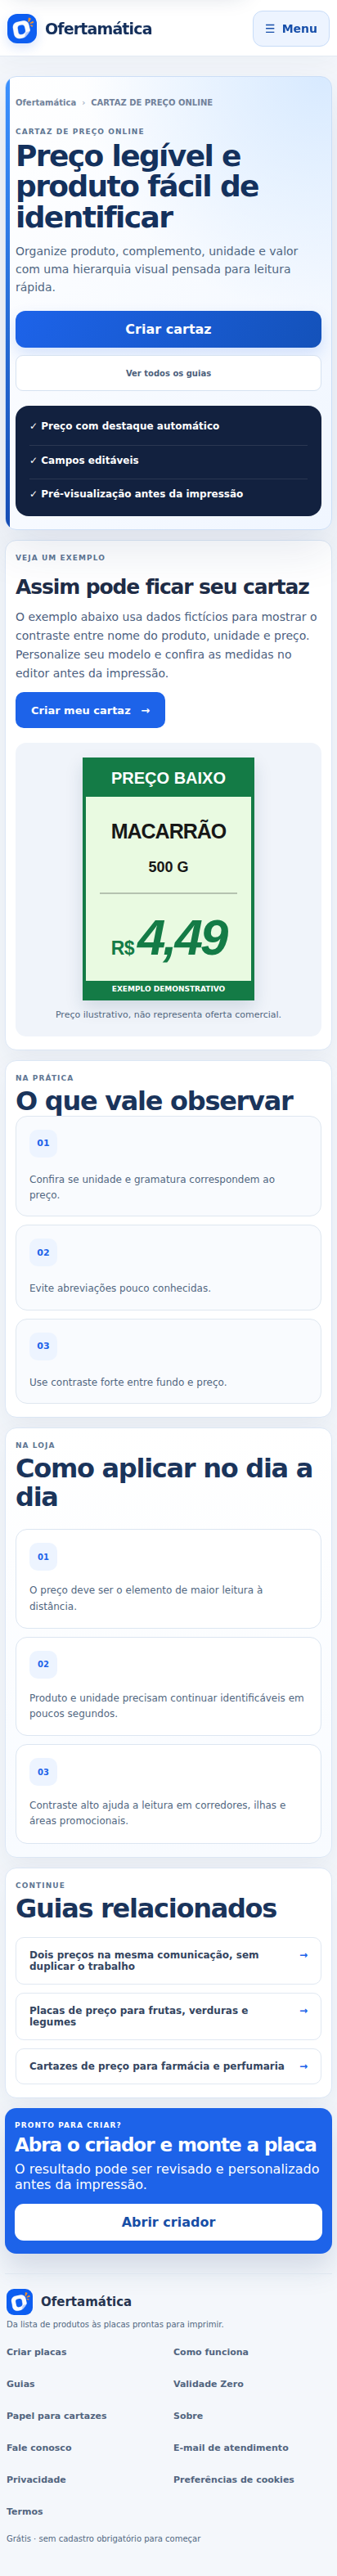 Ofertamática
☰ Menu
Ofertamática › CARTAZ DE PREÇO ONLINE
CARTAZ DE PREÇO ONLINE
Preço legível e
produto fácil de
identificar
Organize produto, complemento, unidade e valor
com uma hierarquia visual pensada para leitura
rápida.
Criar cartaz
Ver todos os guias
✓ Preço com destaque automático
✓ Campos editáveis
✓ Pré-visualização antes da impressão
VEJA UM EXEMPLO
Assim pode ficar seu cartaz
O exemplo abaixo usa dados fictícios para mostrar o
contraste entre nome do produto, unidade e preço.
Personalize seu modelo e confira as medidas no
editor antes da impressão.
Criar meu cartaz →
PREÇO BAIXO
MACARRÃO
500 G
R$ 4,49
EXEMPLO DEMONSTRATIVO
Preço ilustrativo, não representa oferta comercial.
NA PRÁTICA
O que vale observar
01
Confira se unidade e gramatura correspondem ao
preço.
02
Evite abreviações pouco conhecidas.
03
Use contraste forte entre fundo e preço.
NA LOJA
Como aplicar no dia a
dia
01
O preço deve ser o elemento de maior leitura à
distância.
02
Produto e unidade precisam continuar identificáveis em
poucos segundos.
03
Contraste alto ajuda a leitura em corredores, ilhas e
áreas promocionais.
CONTINUE
Guias relacionados
Dois preços na mesma comunicação, sem
duplicar o trabalho →
Placas de preço para frutas, verduras e
legumes →
Cartazes de preço para farmácia e perfumaria →
PRONTO PARA CRIAR?
Abra o criador e monte a placa
O resultado pode ser revisado e personalizado
antes da impressão.
Abrir criador
Ofertamática
Da lista de produtos às placas prontas para imprimir.
Criar placas
Como funciona
Guias
Validade Zero
Papel para cartazes
Sobre
Fale conosco
E-mail de atendimento
Privacidade
Preferências de cookies
Termos
Grátis · sem cadastro obrigatório para começar